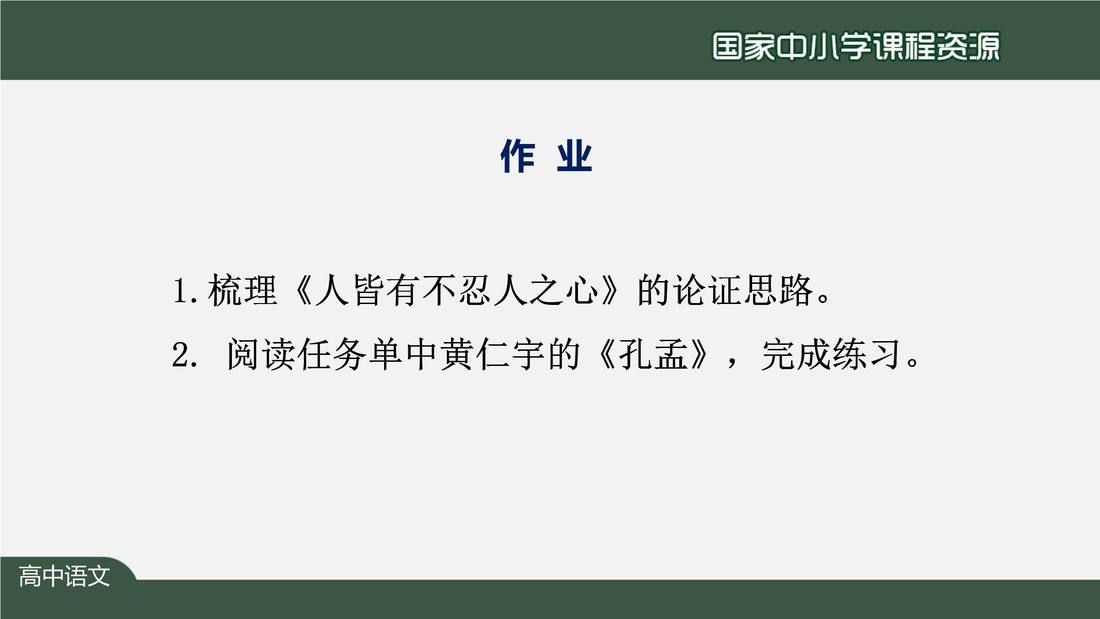 国家中小学课程资源
作 业
1.梳理《人皆有不忍人之心》的论证思路。
2. 阅读任务单中黄仁宇的《孔孟》，完成练习。
高中语文